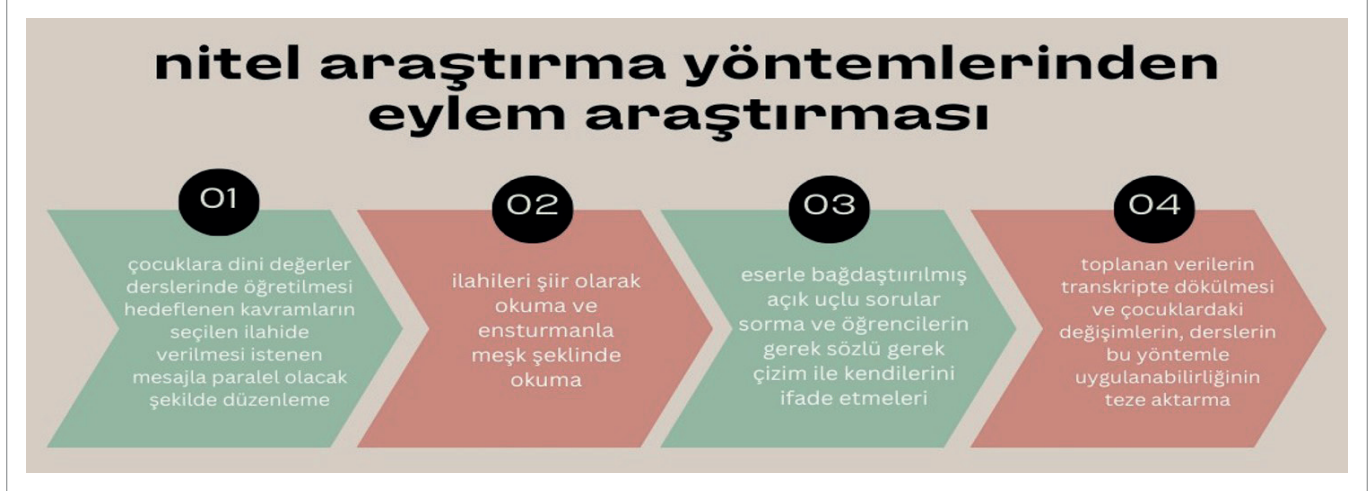 nitel araştırma yöntemlerinden
eylem araştırması
01
çocuklara dini değerler
derslerinde öğretilmesi
hedeflenen kavramların
seçilen ilahide
verilmesi istenen
mesajla paralel olacak
şekilde düzenleme
02
ilahileri şiir olarak
okuma ve
ensturmanla
meşk şeklinde
okuma
03
eserle bağdaştıırılmış
açık uçlu sorular
sorma ve öğrencilerin
gerek sözlü gerek
çizim ile kendilerini
ifade etmeleri
04
toplanan verilerin
transkripte dökülmesi
ve çocuklardaki
değişimlerin, derslerin
bu yöntemle
uygulanabilirliğinin
teze aktarma